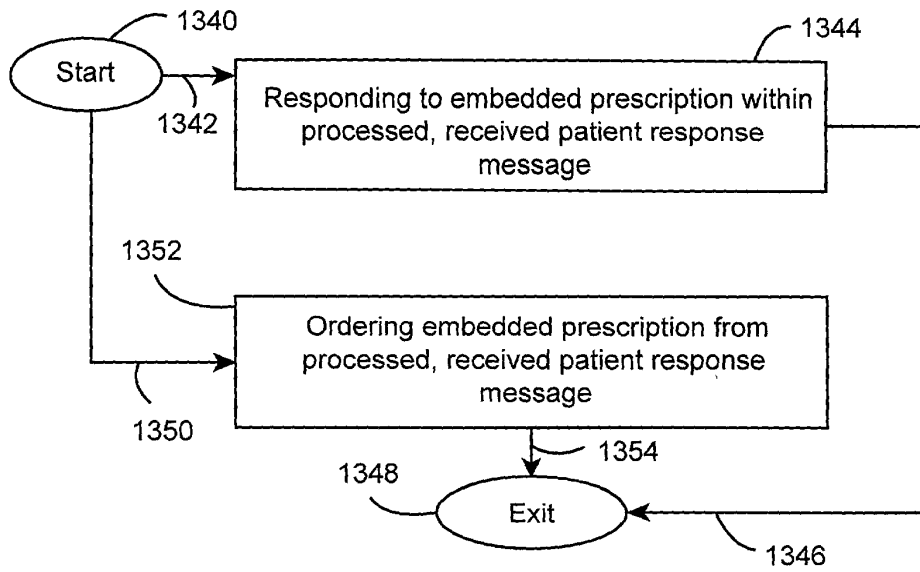 1340
Start
1342
1344
Responding to embedded prescription within
processed, received patient response
message
1352
Ordering embedded prescription from
processed, received patient response
message
1350
1354
1348
Exit
1346